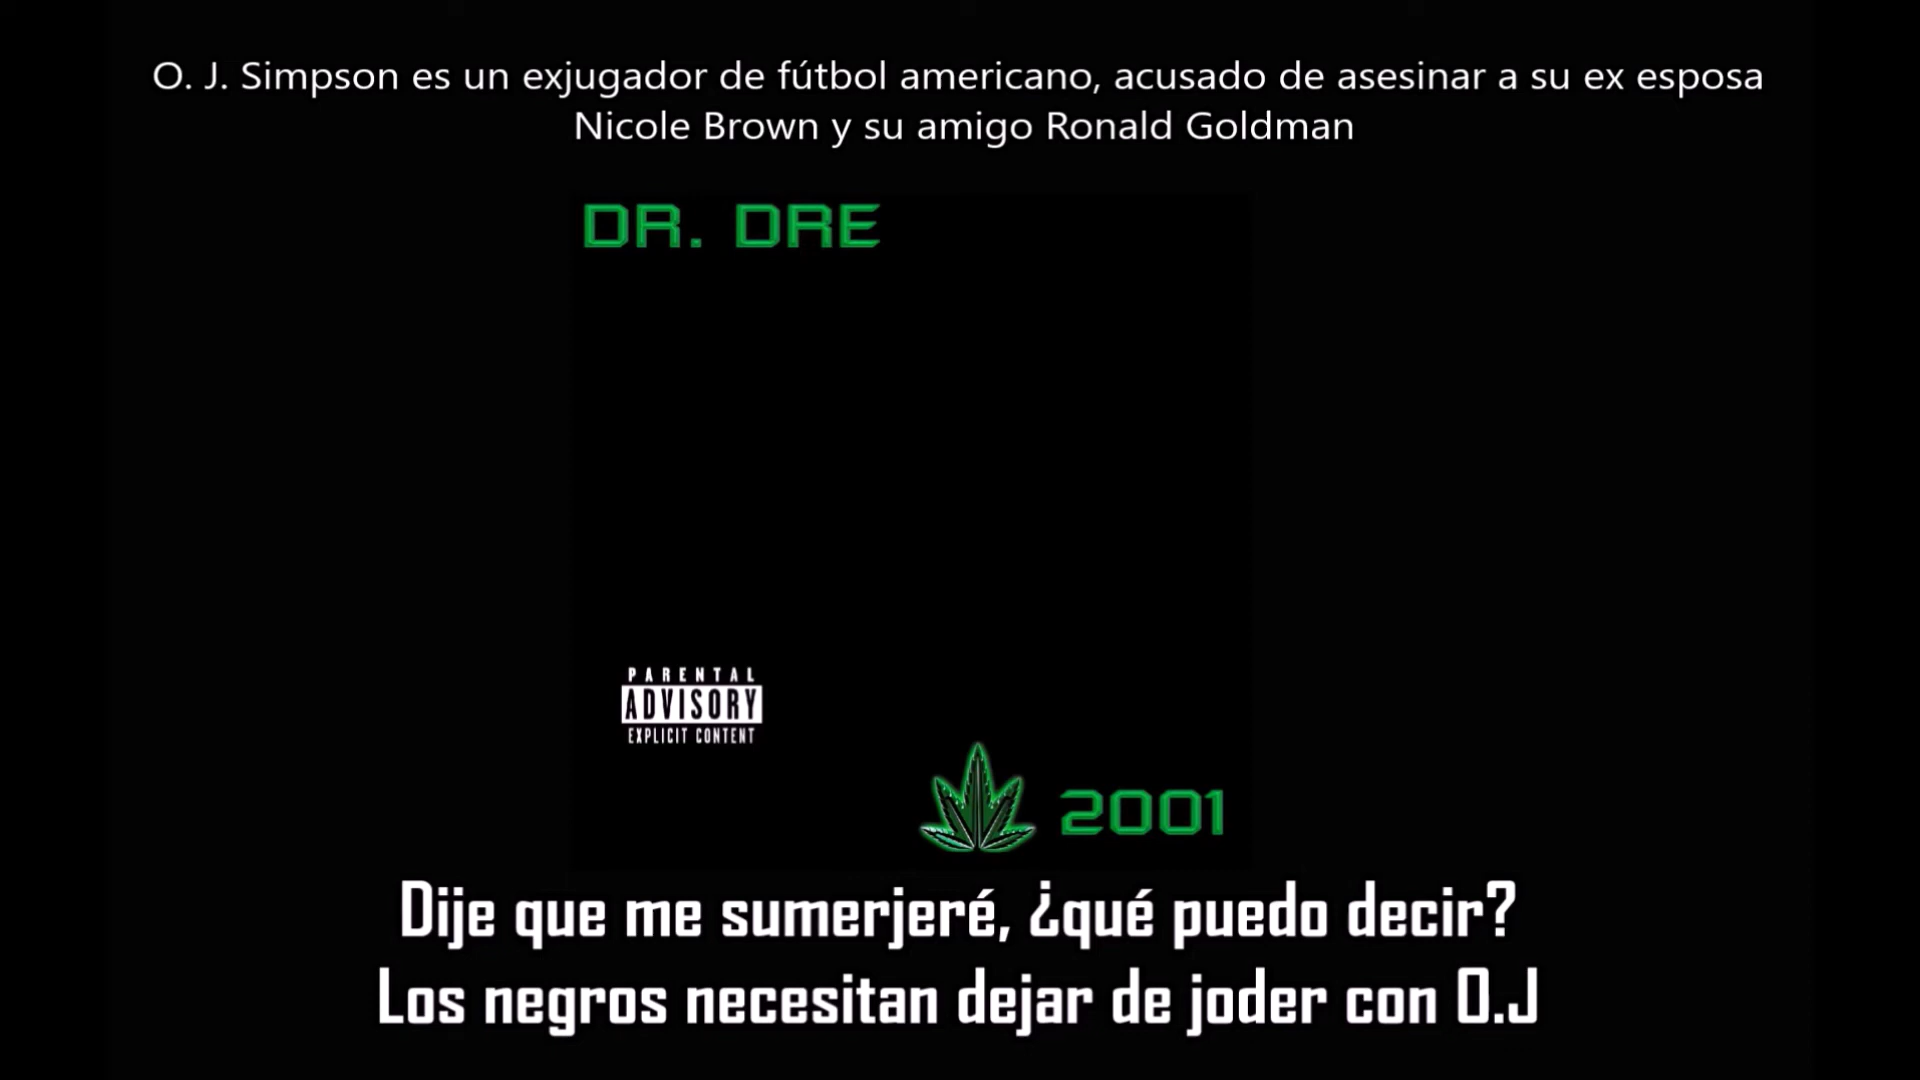 O. J. Simpson es un exjugador de fútbol americano, acusado de asesinar a su ex esposa
Nicole Brown y su amigo Ronald Goldman
DR. DRE
PARENTAL
ADVISORY
EXPLICIT CONTENT
2001
Dije que me sumerjeré, ¿qué puedo decir?
Los negros necesitan dejar de joder con O.J